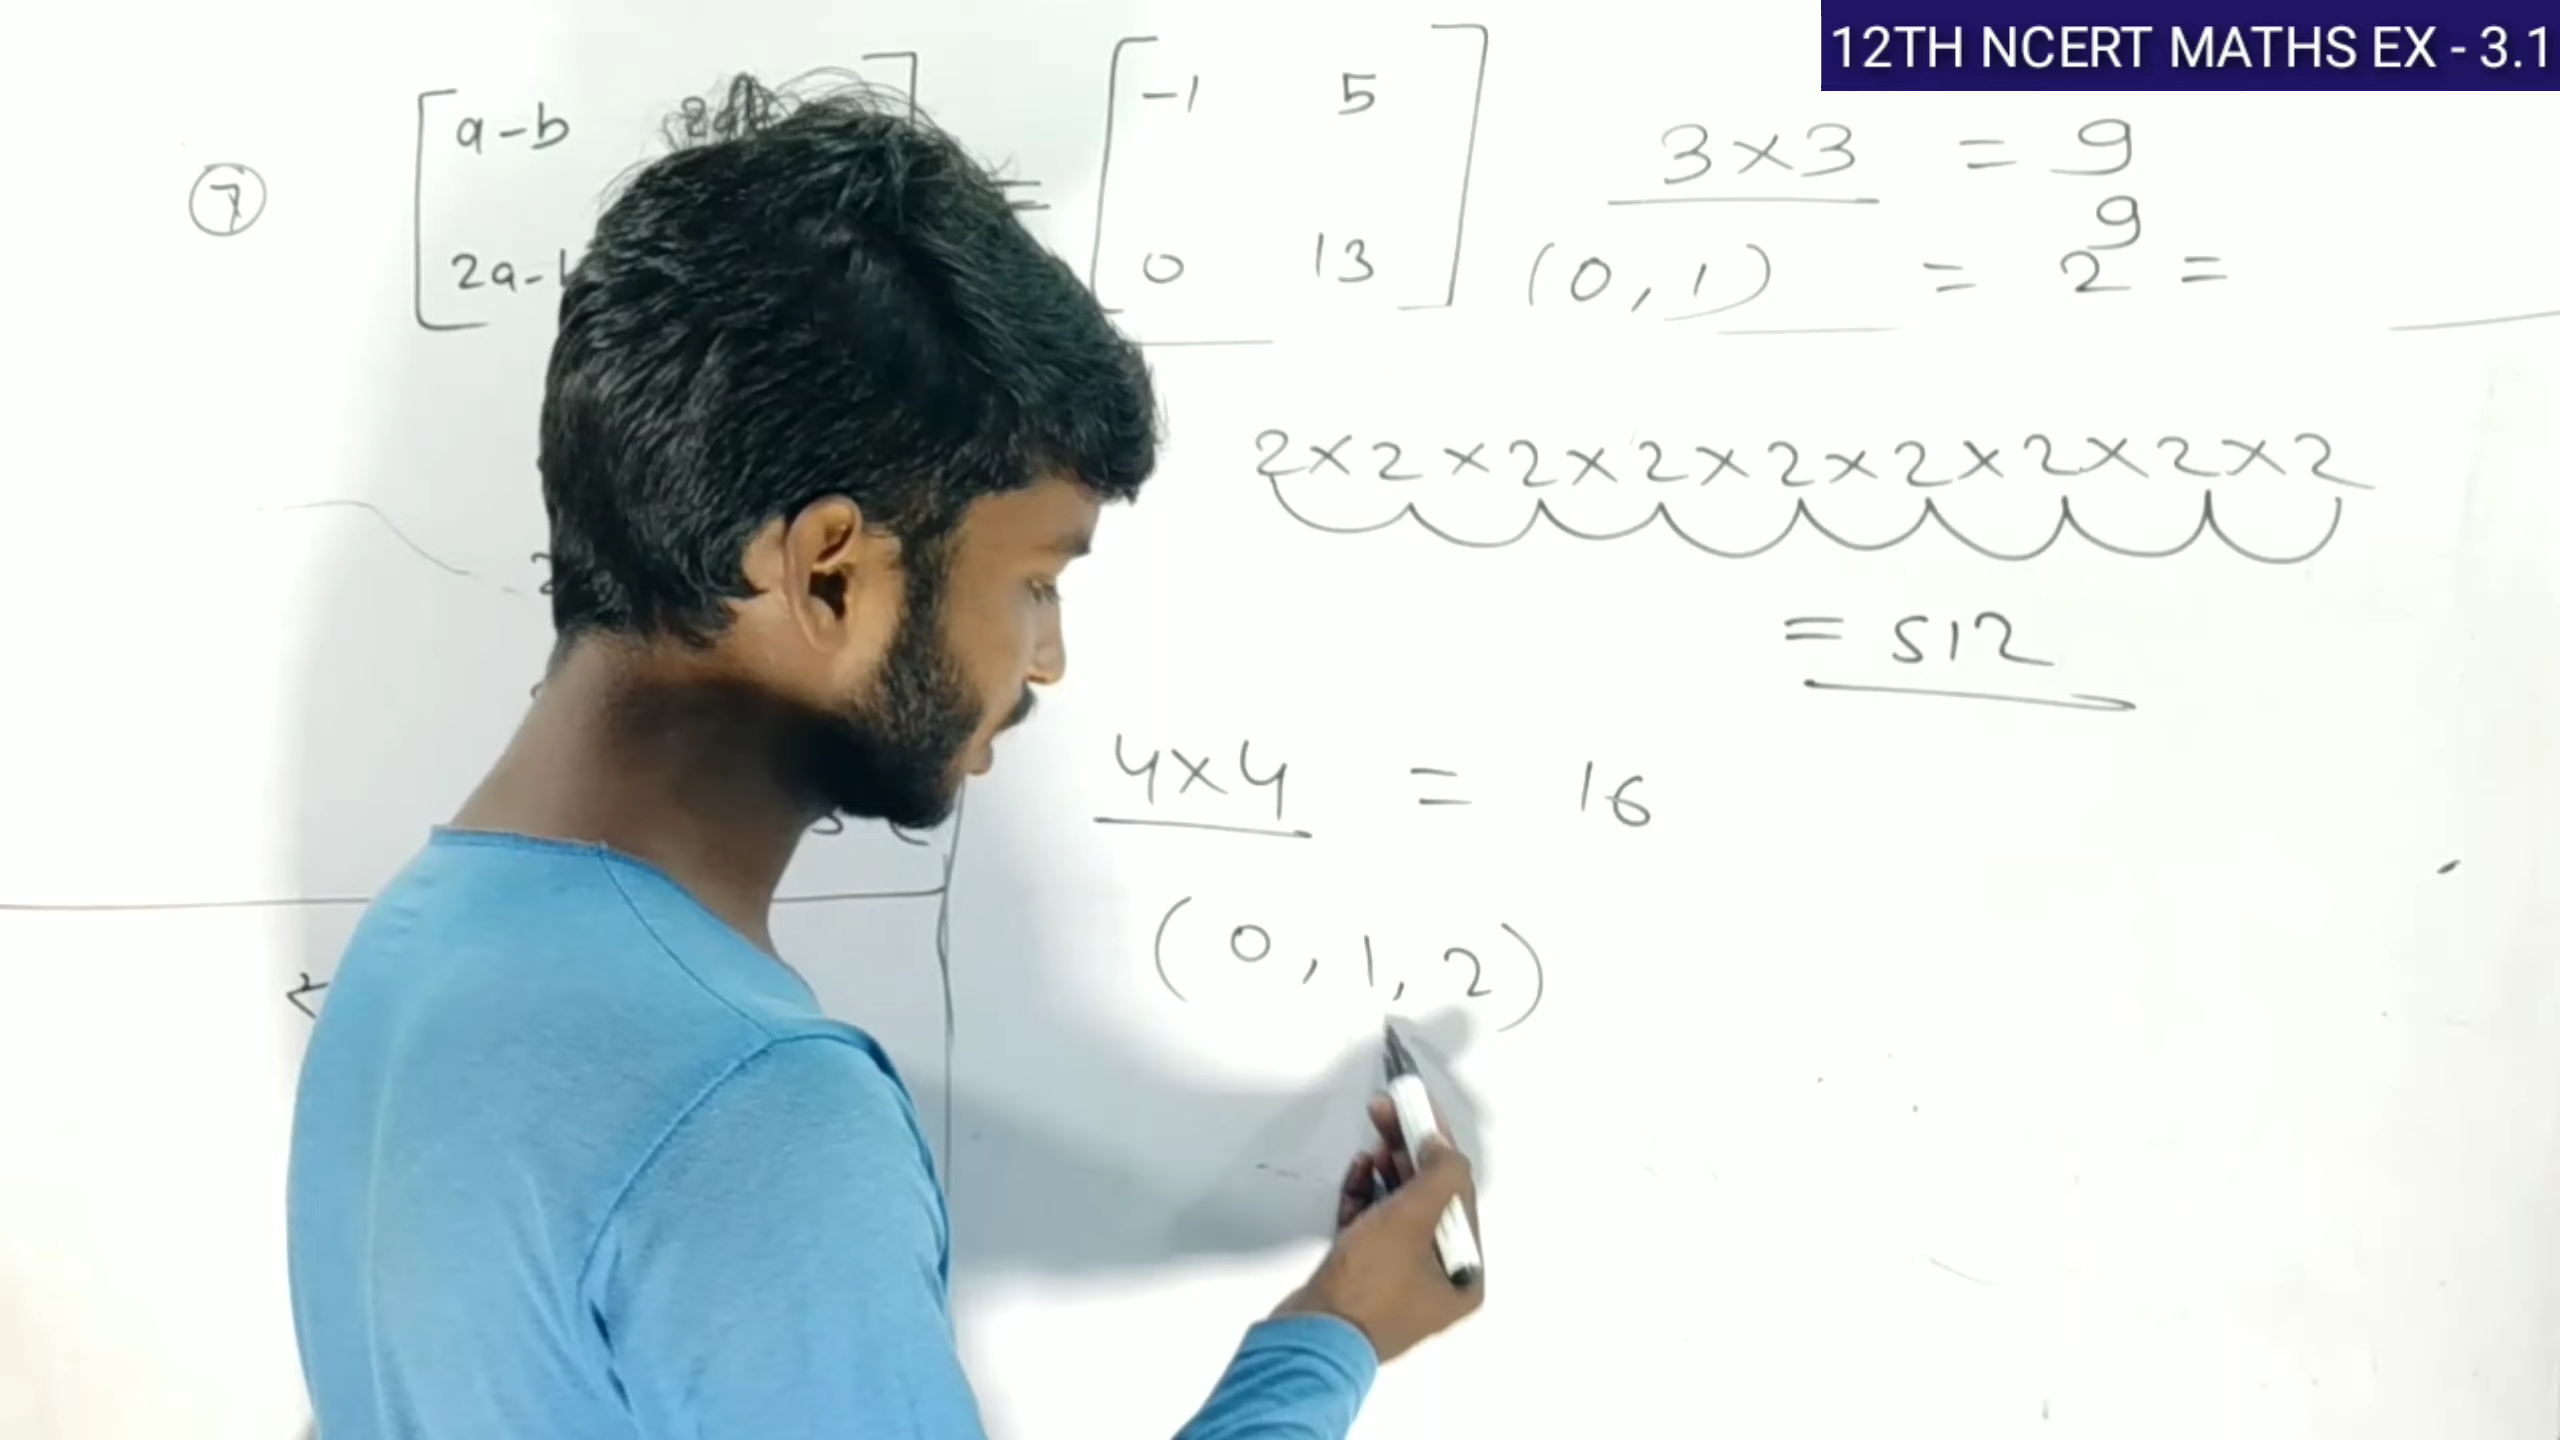 12TH NCERT MATHS EX - 3.1
7
a-b
2a-
=
-1 5
0 13
3×3 = 9
(0, 1) = 2⁹ =
2×2×2×2×2×2×2×2×2
= 512
4×4 = 16
(0, 1, 2)